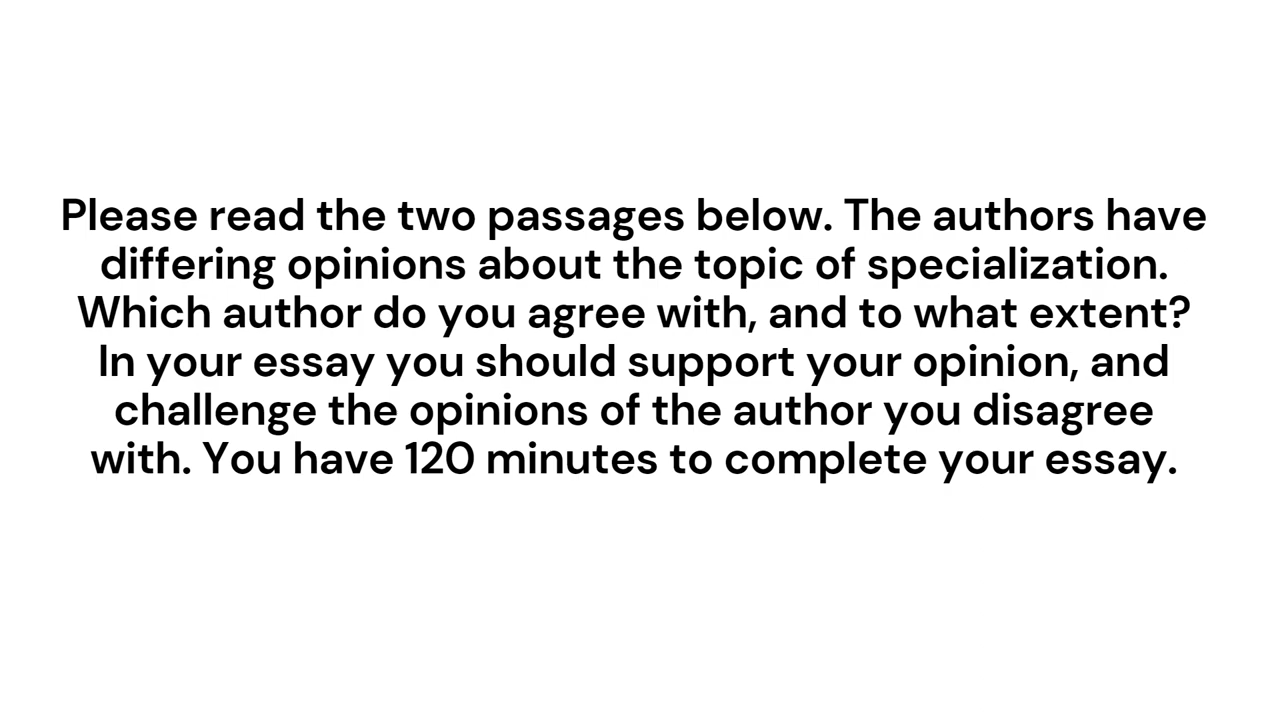 Please read the two passages below. The authors have
differing opinions about the topic of specialization.
Which author do you agree with, and to what extent?
In your essay you should support your opinion, and
challenge the opinions of the author you disagree
with. You have 120 minutes to complete your essay.